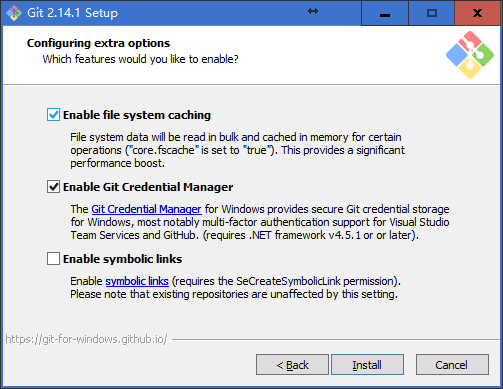 Git 2.14.1 Setup
Configuring extra options
Which features would you like to enable?
Enable file system caching
File system data will be read in bulk and cached in memory for certain
operations ("core.fscache" is set to "true"). This provides a significant
performance boost.
Enable Git Credential Manager
The Git Credential Manager for Windows provides secure Git credential storage
for Windows, most notably multi-factor authentication support for Visual Studio
Team Services and GitHub. (requires .NET framework v4.5.1 or or later).
Enable symbolic links
Enable symbolic links (requires the SeCreateSymbolicLink permission).
Please note that existing repositories are unaffected by this setting.
https://git-for-windows.github.io/
< Back
Install
Cancel